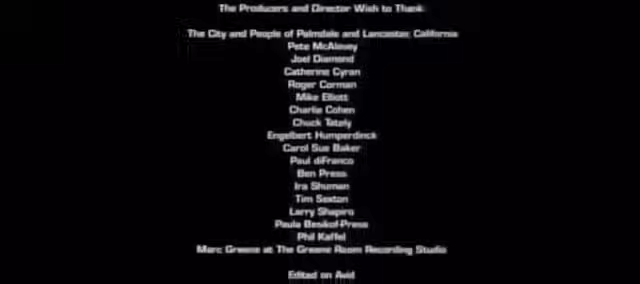 The Producers and Director Wish to Thank
The City and People of Palmdale and Lancaster, California
Pete McAlevey
Joel Diamond
Catherine Cyran
Roger Corman
Mike Elliott
Charlie Cohen
Chuck
Engelbert Humperdinck
Carol Sue Baker
Paul diFranco
Ben Press
Ira Shuman
Tim Sexton
Larry Shapiro
Paula
Phil Kaffel
Marc Greene at The Greene Room Recording Studio
Edited on Avid